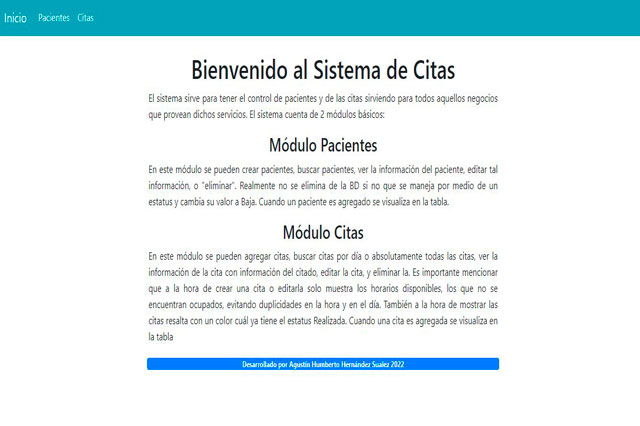 Inicio Pacientes Citas
Bienvenido al Sistema de Citas
El sistema sirve para tener el control de pacientes y de las citas sirviendo para todos aquellos negocios
que provean dichos servicios. El sistema cuenta de 2 módulos básicos:
Módulo Pacientes
En este módulo se pueden crear pacientes, buscar pacientes, ver la información del paciente, editar tal
información, o "eliminar". Realmente no se elimina de la BD si no que se maneja por medio de un
estatus y cambia su valor a Baja. Cuando un paciente es agregado se visualiza en la tabla.
Módulo Citas
En este módulo se pueden agregar citas, buscar citas por día o absolutamente todas las citas, ver la
información de la cita con información del citado, editar la cita, y eliminar la. Es importante mencionar
que a la hora de crear una cita o editarla solo muestra los horarios disponibles, los que no se
encuentran ocupados, evitando duplicidades en la hora y en el día. También a la hora de mostrar las
citas resalta con un color cuál ya tiene el estatus Realizada. Cuando una cita es agregada se visualiza en
la tabla
Desarrollado por Agustín Humberto Hernández Sualez 2022